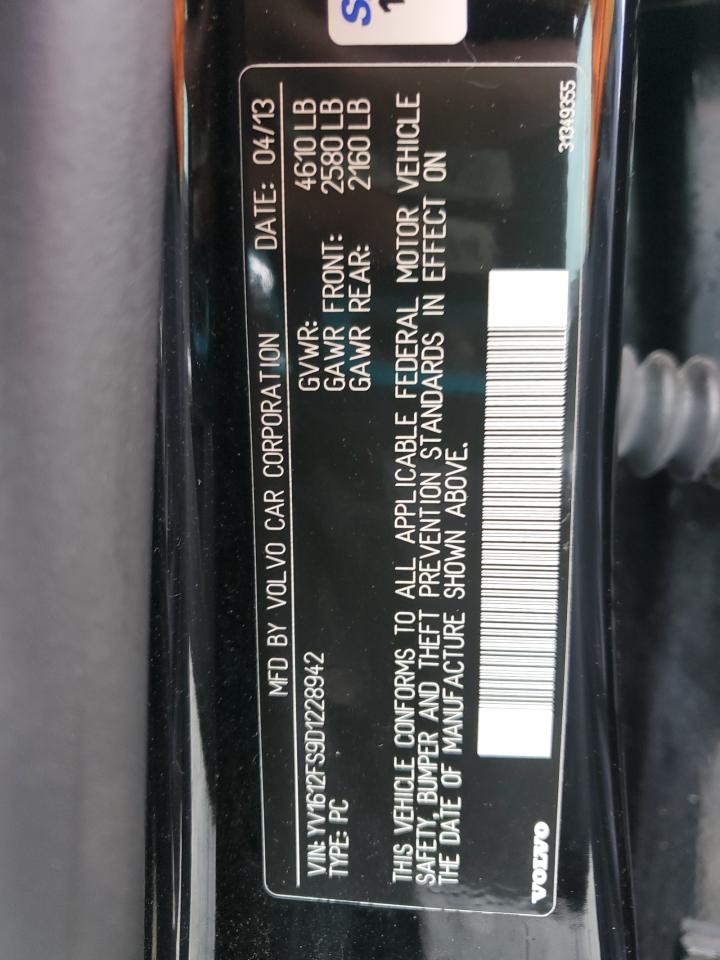 MFD BY VOLVO CAR CORPORATION DATE: 04/13
VIN: YV1612FS9D1228942
TYPE: PC
GVWR: 4610 LB
GAWR FRONT: 2580 LB
GAWR REAR: 2160 LB
THIS VEHICLE CONFORMS TO ALL APPLICABLE FEDERAL MOTOR VEHICLE
SAFETY, BUMPER AND THEFT PREVENTION STANDARDS IN EFFECT ON
THE DATE OF MANUFACTURE SHOWN ABOVE.
VOLVO
31349355